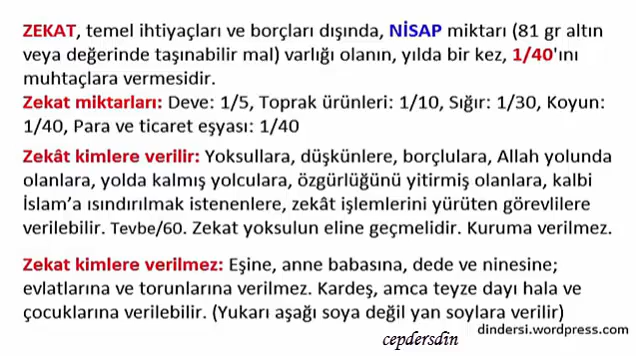 ZEKAT, temel ihtiyaçları ve borçları dışında, NİSAP miktarı (81 gr altın
veya değerinde taşınabilir mal) varlığı olanın, yılda bir kez, 1/40'ını
muhtaçlara vermesidir.
Zekat miktarları: Deve: 1/5, Toprak ürünleri: 1/10, Sığır: 1/30, Koyun:
1/40, Para ve ticaret eşyası: 1/40
Zekât kimlere verilir: Yoksullara, düşkünlere, borçlulara, Allah yolunda
olanlara, yolda kalmış yolculara, özgürlüğünü yitirmiş olanlara, kalbi
İslam’a ısındırılmak istenenlere, zekât işlemlerini yürüten görevlilere
verilebilir. Tevbe/60. Zekat yoksulun eline geçmelidir. Kuruma verilmez.
Zekat kimlere verilmez: Eşine, anne babasına, dede ve ninesine;
evlatlarına ve torunlarına verilmez. Kardeş, amca teyze dayı hala ve
çocuklarına verilebilir. (Yukarı aşağı soya değil yan soylara verilir)
cepdersdin
dindersi.wordpress.com